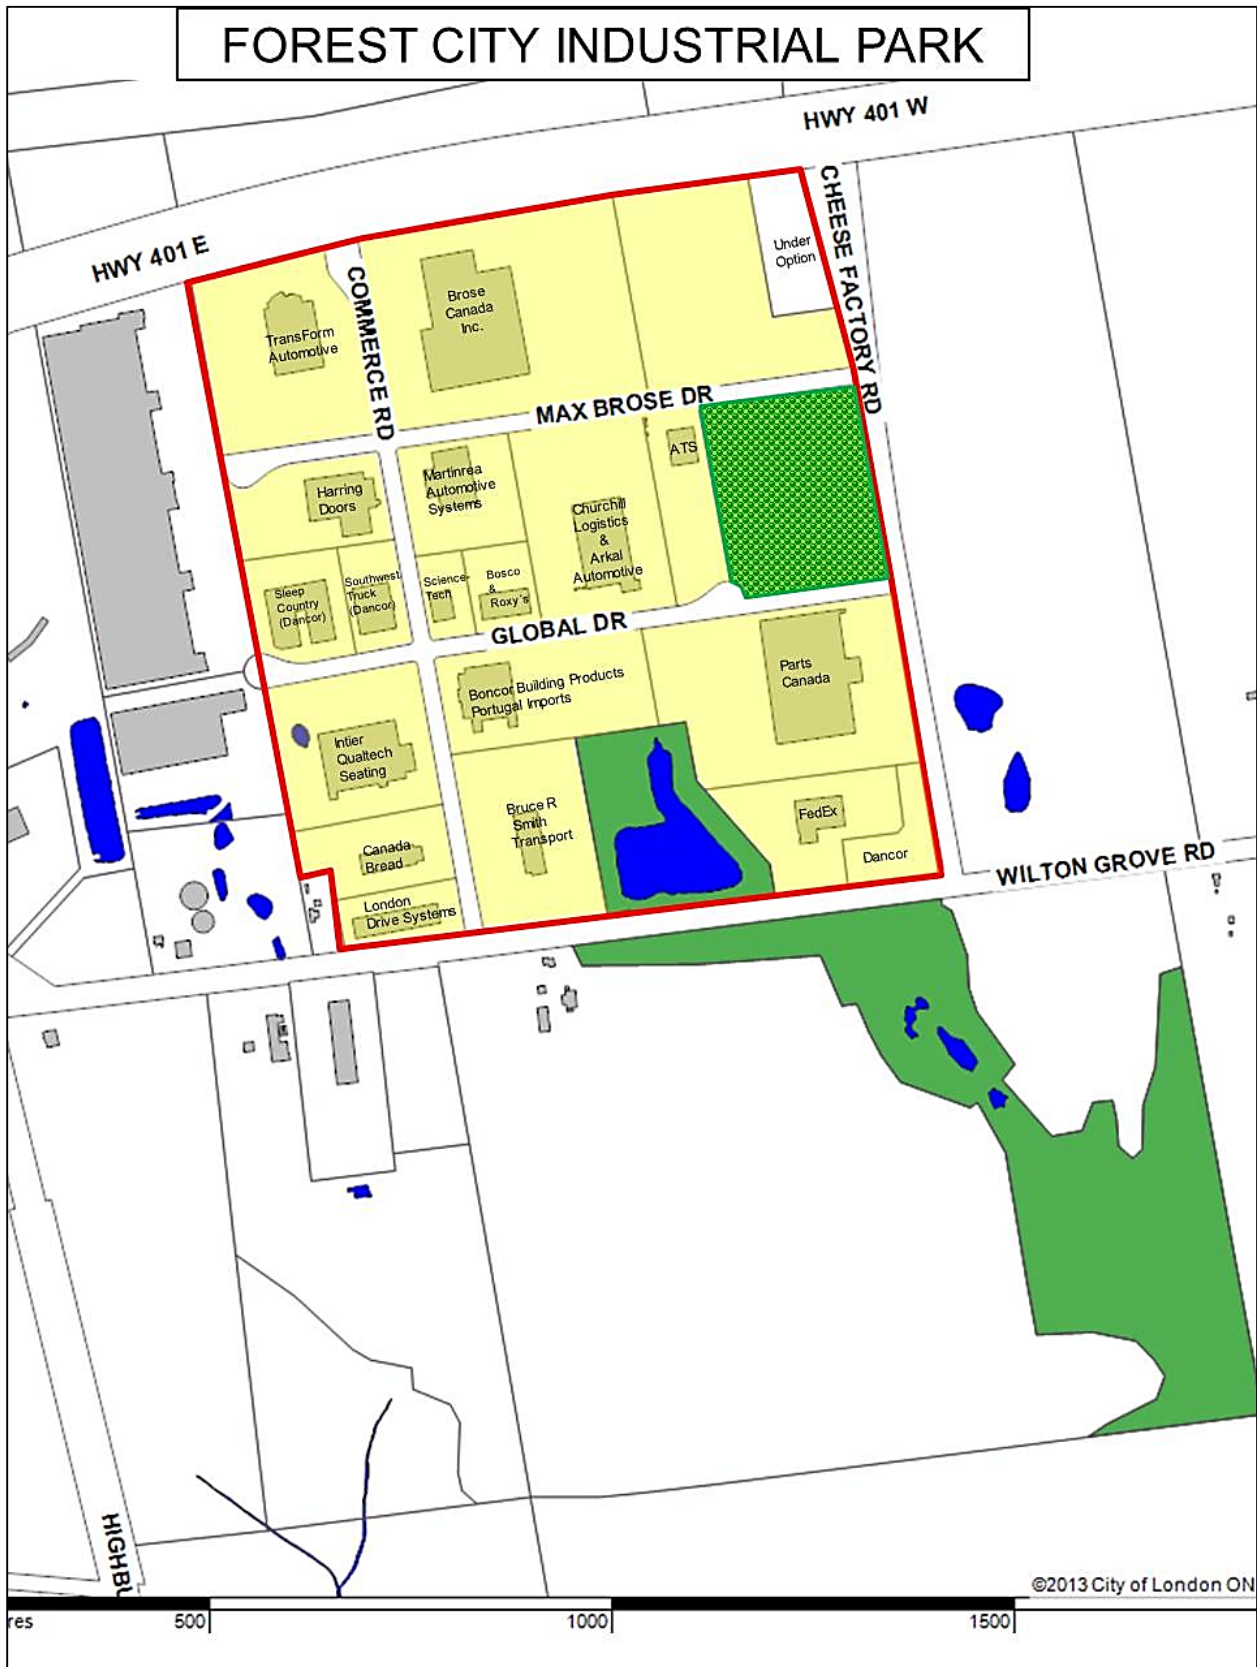 FOREST CITY INDUSTRIAL PARK
HWY 401 W
HWY 401 E
CHEESE FACTORY RD
COMMERCE RD
Under
Option
Brose
Canada
Inc.
TransForm
Automotive
MAX BROSE DR
ATS
Martinrea
Automotive
Systems
Harring
Doors
Churchill
Logistics
&
Arkal
Automotive
Sleep
Country
(Dancor)
Southwest
Truck
(Dancor)
Science-
Tech
Bosco
&
Roxy's
GLOBAL DR
Boncor Building Products
Portugal Imports
Parts
Canada
Intier
Qualtech
Seating
Bruce R
Smith
Transport
FedEx
Dancor
Canada
Bread
London
Drive Systems
WILTON GROVE RD
HIGHBU
©2013 City of London ON
res
500
1000
1500